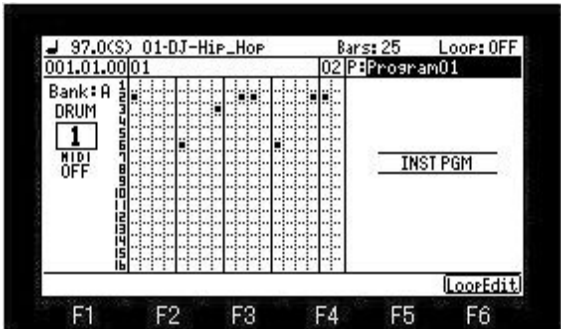 97.0(S) 01-DJ-Hip_Hop Bars:25 Loop:OFF
001.01.00 01 02 P:Program01
Bank:A
DRUM
1
MIDI
OFF
1
2
3
4
5
6
7
8
9
10
11
12
13
14
15
16
INST PGM
LoopEdit
F1 F2 F3 F4 F5 F6